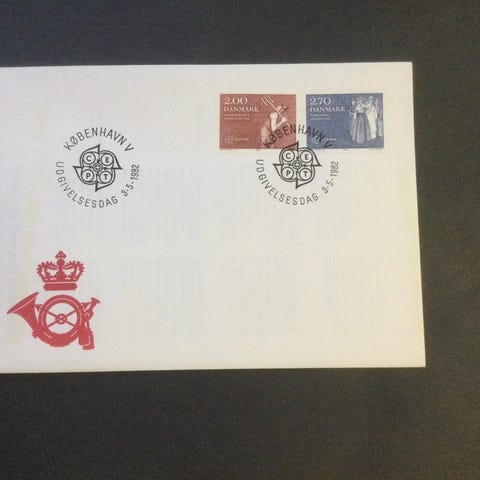 2.00
DANMARK
2.70
DANMARK
KØBENHAVN V
CEPT
UDGIVELSESDAG 3-5-1982
KØBENHAVN V
CEPT
UDGIVELSESDAG 3-5-1982